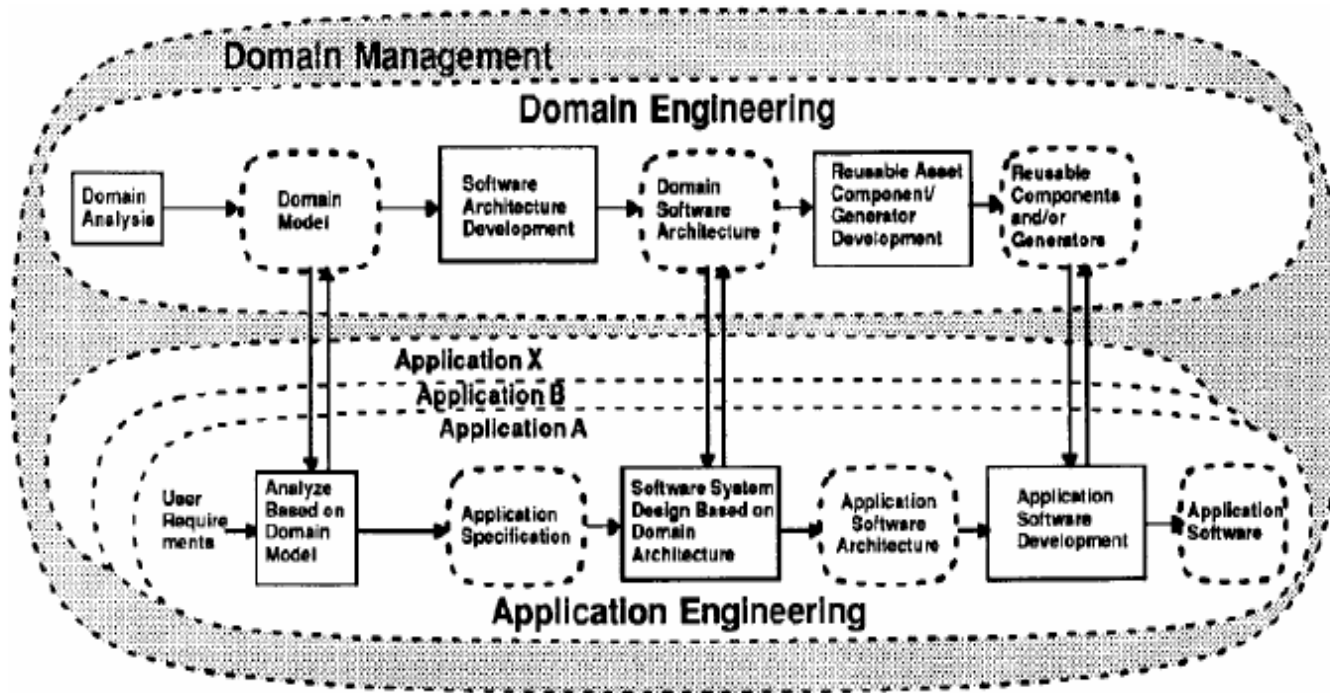 Domain Management
Domain Engineering
Domain
Analysis
Domain
Model
Software
Architecture
Development
Domain
Software
Architecture
Reusable Asset
Component/
Generator
Development
Reusable
Components
and/or
Generators
Application X
Application B
Application A
User
Require
ments
Analyze
Based on
Domain
Model
Application
Specification
Software System
Design Based on
Domain
Architecture
Application
Software
Architecture
Application
Software
Development
Application
Software
Application Engineering